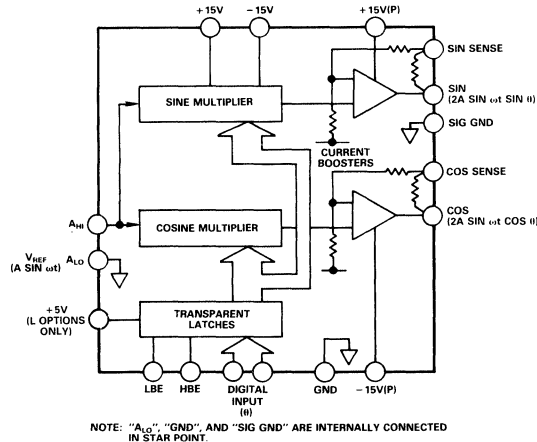 +15V
−15V
+15V(P)
SIN SENSE
SINE MULTIPLIER
SIN
(2A SIN ωt SIN θ)
SIG GND
CURRENT
BOOSTERS
COS SENSE
COSINE MULTIPLIER
COS
(2A SIN ωt COS θ)
AHI
VREF
(A SIN ωt)
ALO
+5V
(L OPTIONS
ONLY)
TRANSPARENT
LATCHES
LBE
HBE
DIGITAL
INPUT
(θ)
GND
−15V(P)
NOTE: "ALO", "GND", AND "SIG GND" ARE INTERNALLY CONNECTED
IN STAR POINT.